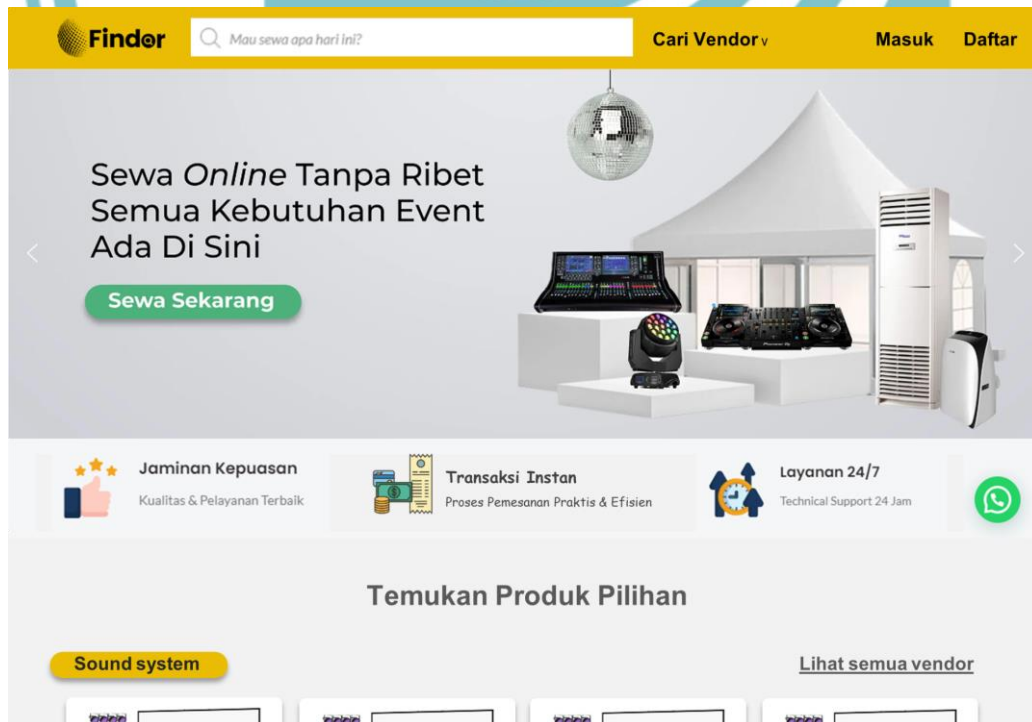 Findor
Mau sewa apa hari ini?
Cari Vendor v
Masuk
Daftar
Sewa Online Tanpa Ribet
Semua Kebutuhan Event
Ada Di Sini
Sewa Sekarang
Jaminan Kepuasan
Kualitas & Pelayanan Terbaik
Transaksi Instan
Proses Pemesanan Praktis & Efisien
Layanan 24/7
Technical Support 24 Jam
Temukan Produk Pilihan
Sound system
Lihat semua vendor